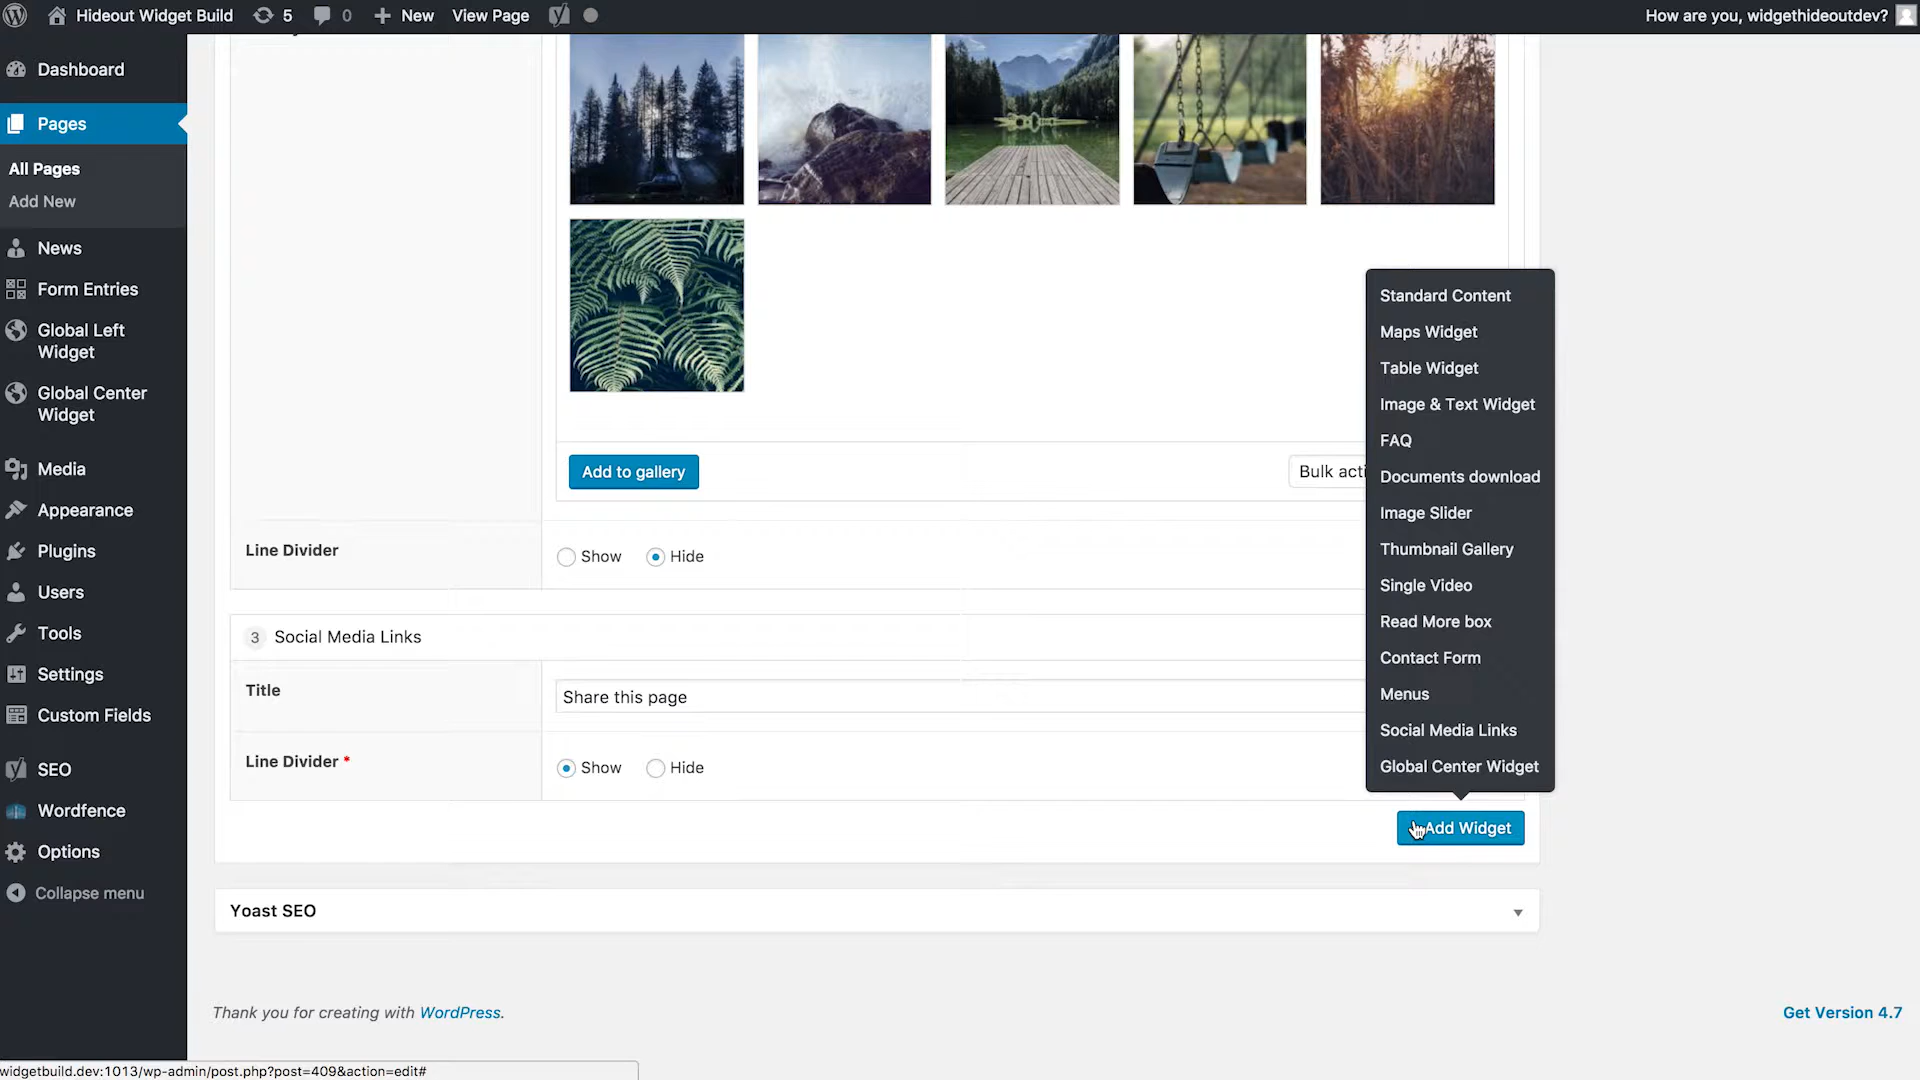 Hideout Widget Build
5
0
New
View Page
How are you, widgethideoutdev?
Dashboard
Pages
All Pages
Add New
News
Form Entries
Global Left
Widget
Global Center
Widget
Media
Appearance
Plugins
Users
Tools
Settings
Custom Fields
SEO
Wordfence
Options
Collapse menu
Add to gallery
Bulk acti
Line Divider
Show
Hide
3 Social Media Links
Title
Share this page
Line Divider *
Show
Hide
Standard Content
Maps Widget
Table Widget
Image & Text Widget
FAQ
Documents download
Image Slider
Thumbnail Gallery
Single Video
Read More box
Contact Form
Menus
Social Media Links
Global Center Widget
Add Widget
Yoast SEO
Thank you for creating with WordPress.
Get Version 4.7
widgetbuild.dev:1013/wp-admin/post.php?post=409&action=edit#